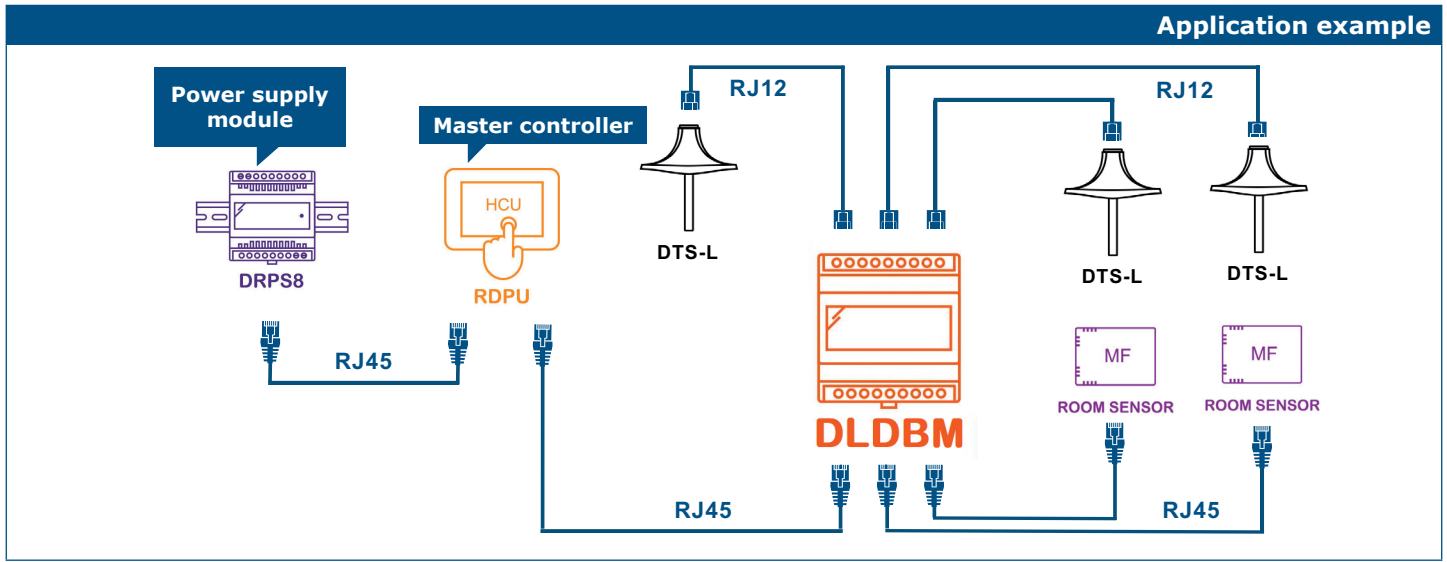 Application example
Power supply
module
Master controller
RJ12
RJ12
HCU
DTS-L
DTS-L
DTS-L
DRPS8
RDPU
RJ45
MF
MF
ROOM SENSOR
ROOM SENSOR
DLDBM
RJ45
RJ45